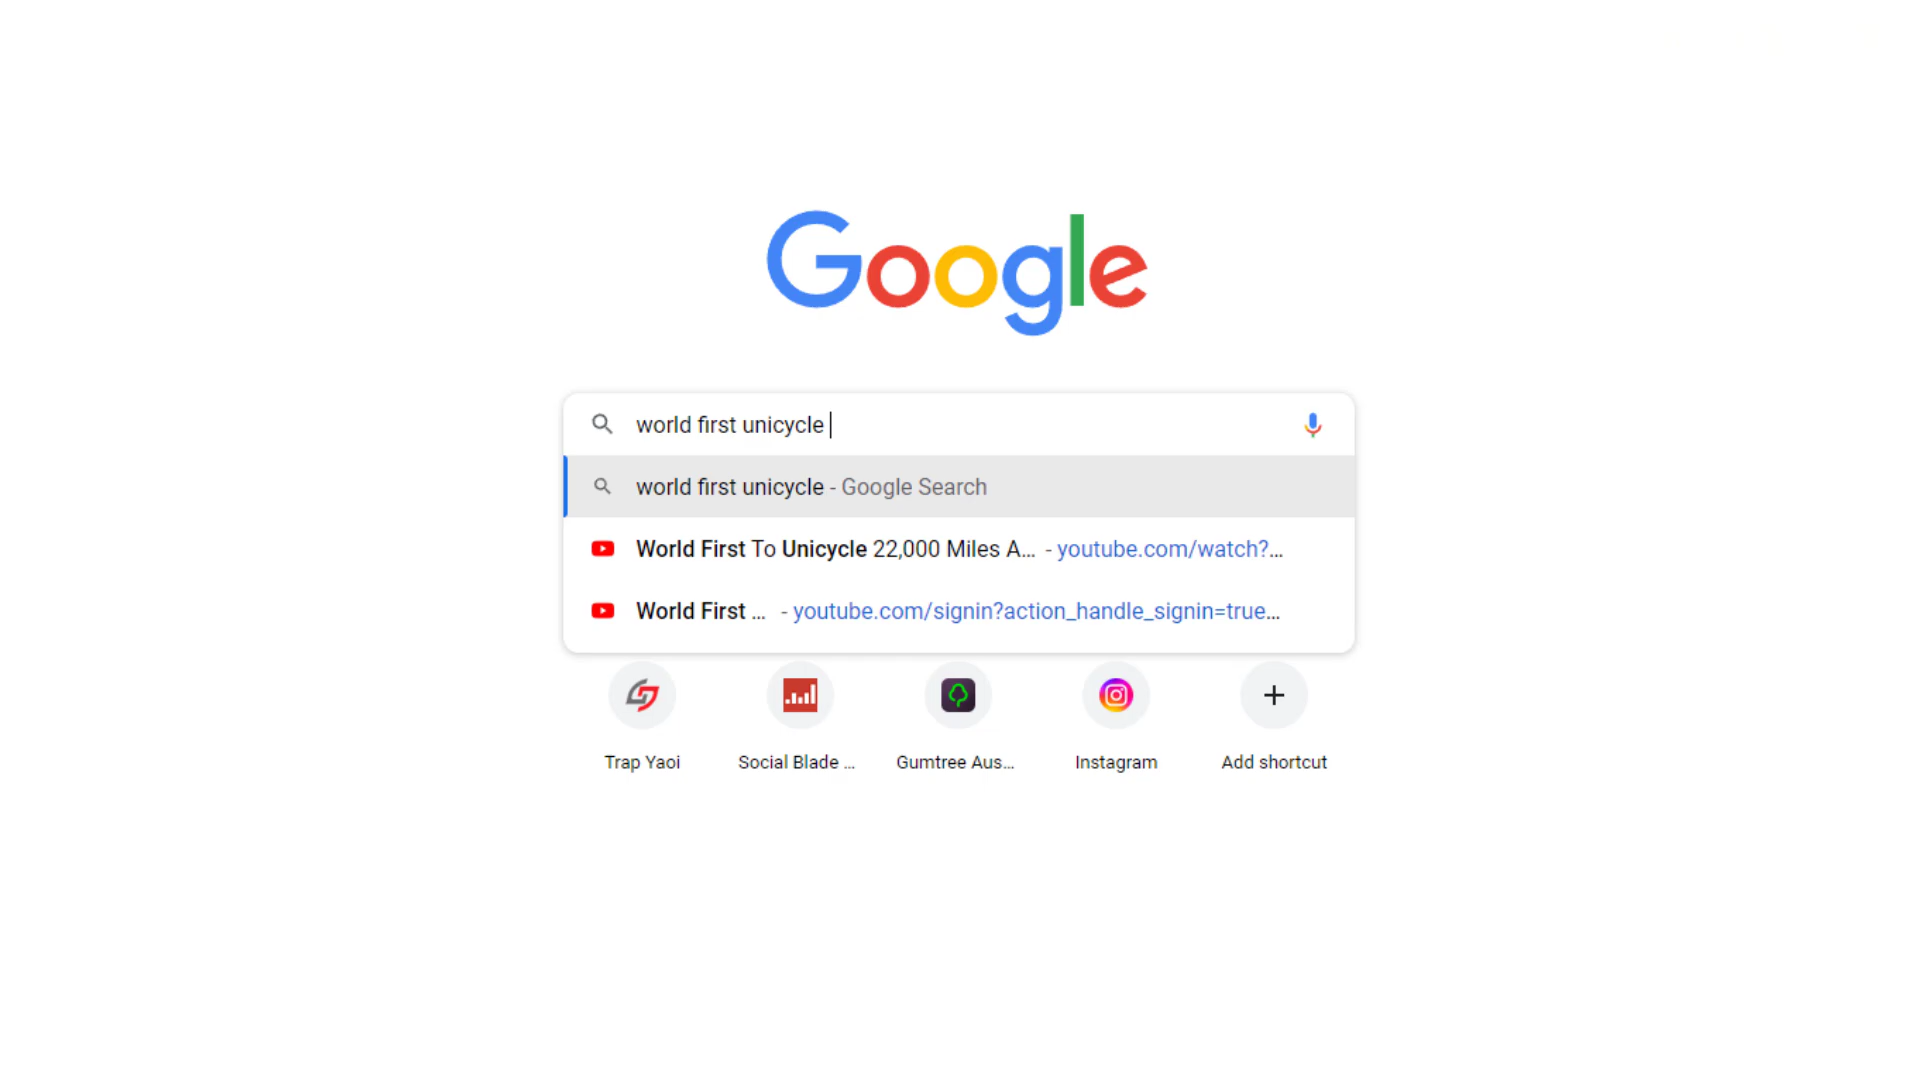 Google
world first unicycle
world first unicycle - Google Search
World First To Unicycle 22,000 Miles A... - youtube.com/watch?...
World First ... - youtube.com/signin?action_handle_signin=true...
Trap Yaoi
Social Blade ...
Gumtree Aus...
Instagram
Add shortcut